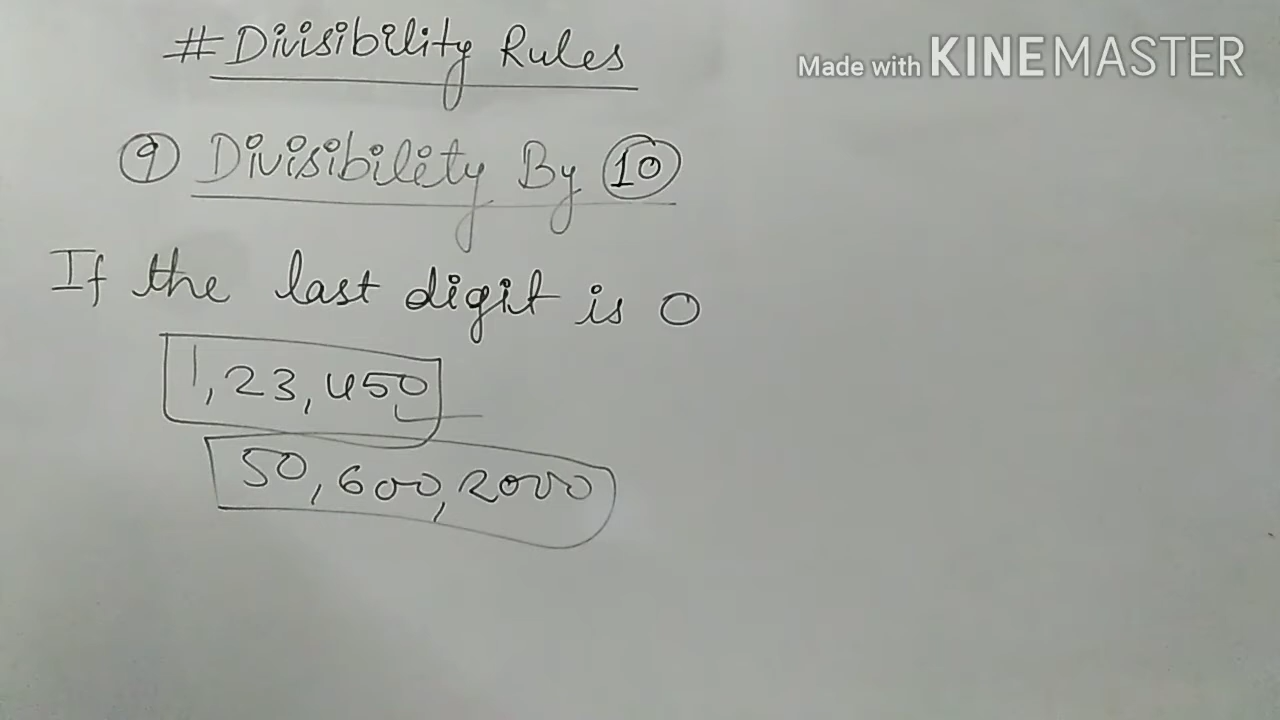 # Divisibility Rules
Made with KINEMASTER
9 Divisibility By 10
If the last digit is 0
1,23,450
50,600,2000